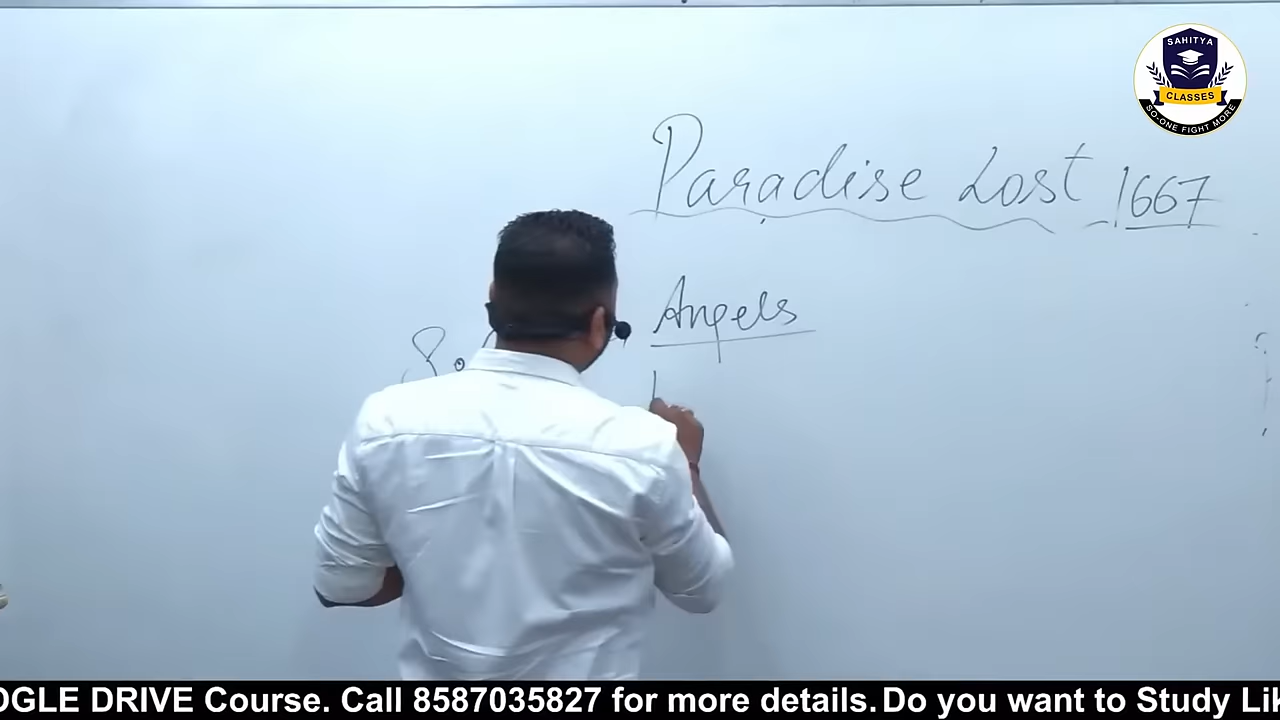 SAHITYA
CLASSES
SO-ONE FIGHT MORE
Paradise Lost 1667
Angels
OGLE DRIVE Course. Call 8587035827 for more details. Do you want to Study Lik